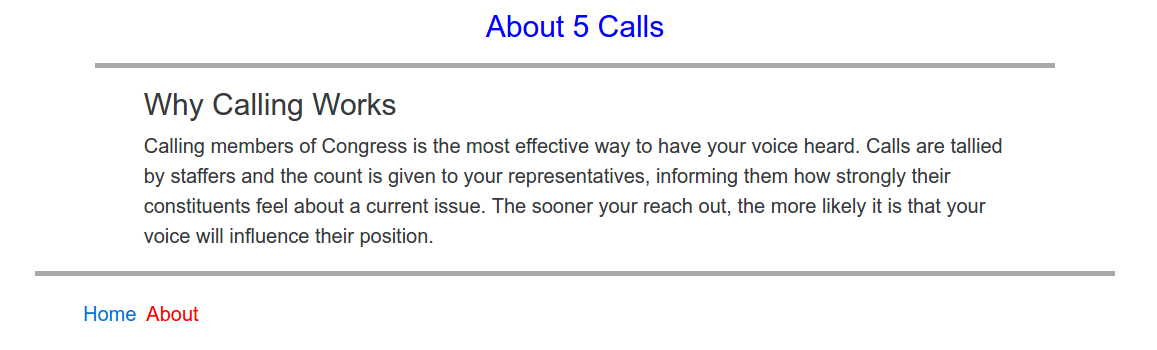 About 5 Calls
Why Calling Works
Calling members of Congress is the most effective way to have your voice heard. Calls are tallied
by staffers and the count is given to your representatives, informing them how strongly their
constituents feel about a current issue. The sooner your reach out, the more likely it is that your
voice will influence their position.
Home About